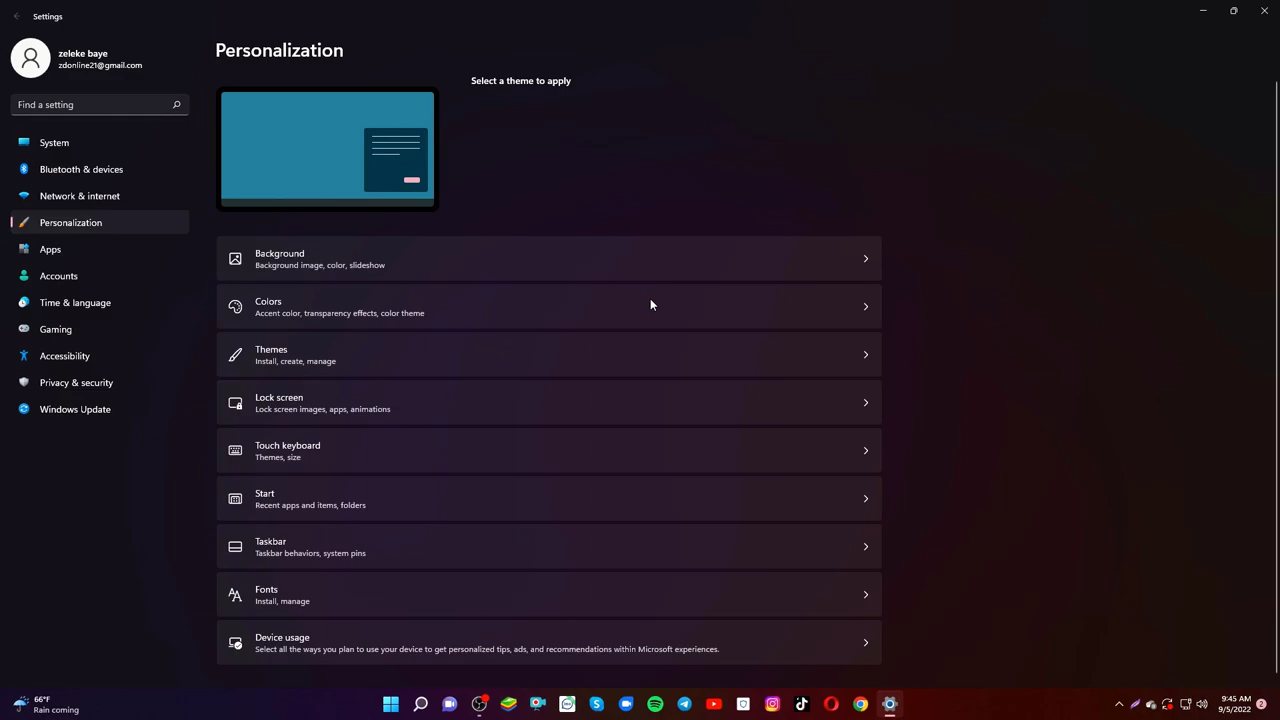 Settings
zeleke baye
zdonline21@gmail.com
Find a setting
System
Bluetooth & devices
Network & internet
Personalization
Apps
Accounts
Time & language
Gaming
Accessibility
Privacy & security
Windows Update
Personalization
Select a theme to apply
Background
Background image, color, slideshow
Colors
Accent color, transparency effects, color theme
Themes
Install, create, manage
Lock screen
Lock screen images, apps, animations
Touch keyboard
Themes, size
Start
Recent apps and items, folders
Taskbar
Taskbar behaviors, system pins
Fonts
Install, manage
Device usage
Select all the ways you plan to use your device to get personalized tips, ads, and recommendations within Microsoft experiences.
66°F
Rain coming
9:45 AM
9/5/2022
2